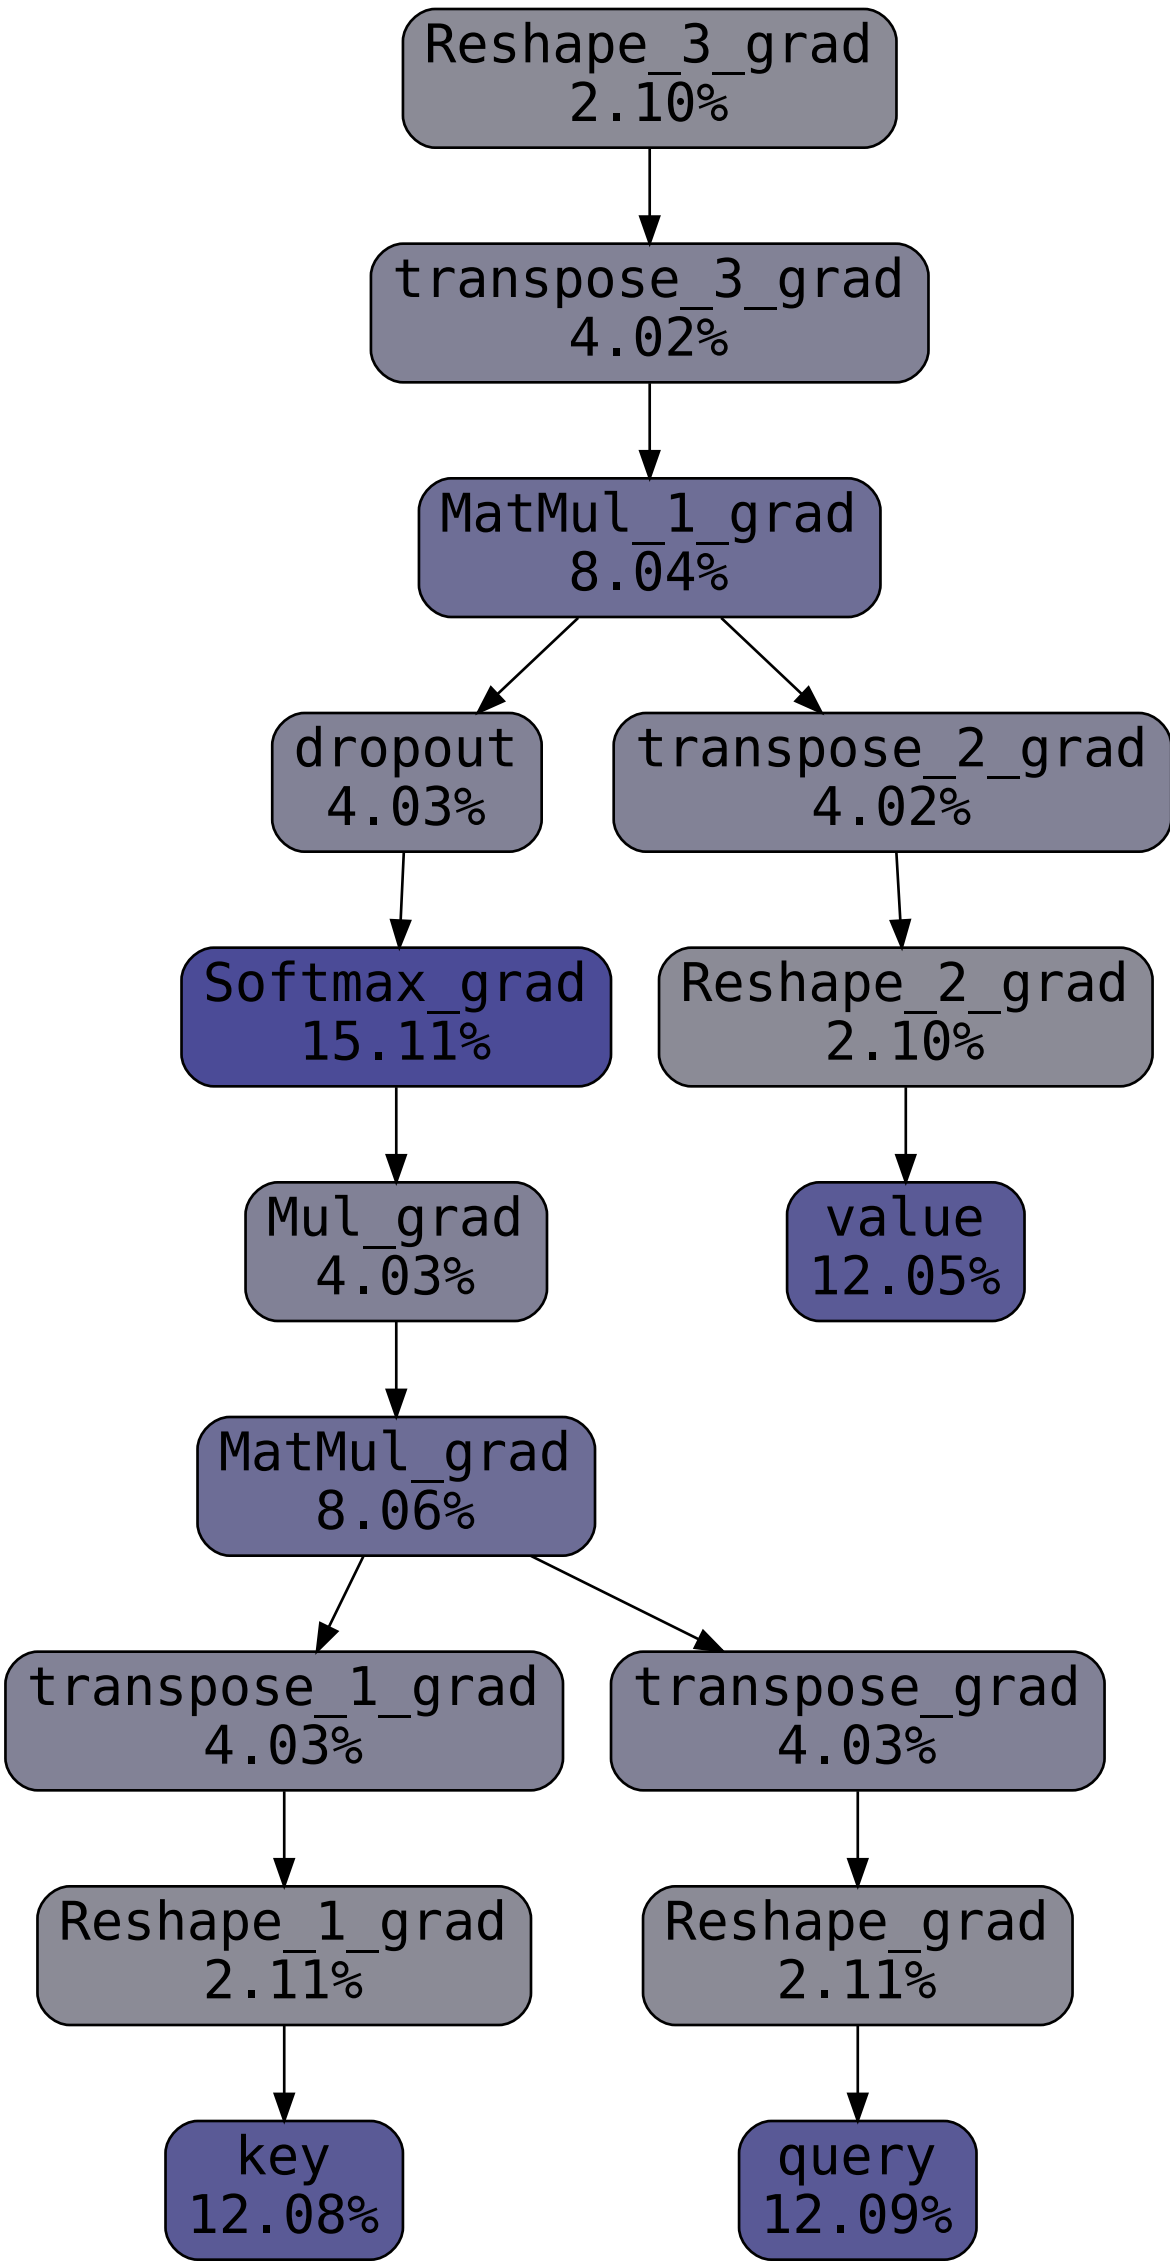 Reshape_3_grad
2.10%
transpose_3_grad
4.02%
MatMul_1_grad
8.04%
dropout
4.03%
transpose_2_grad
4.02%
Softmax_grad
15.11%
Reshape_2_grad
2.10%
Mul_grad
4.03%
value
12.05%
MatMul_grad
8.06%
transpose_1_grad
4.03%
transpose_grad
4.03%
Reshape_1_grad
2.11%
Reshape_grad
2.11%
key
12.08%
query
12.09%